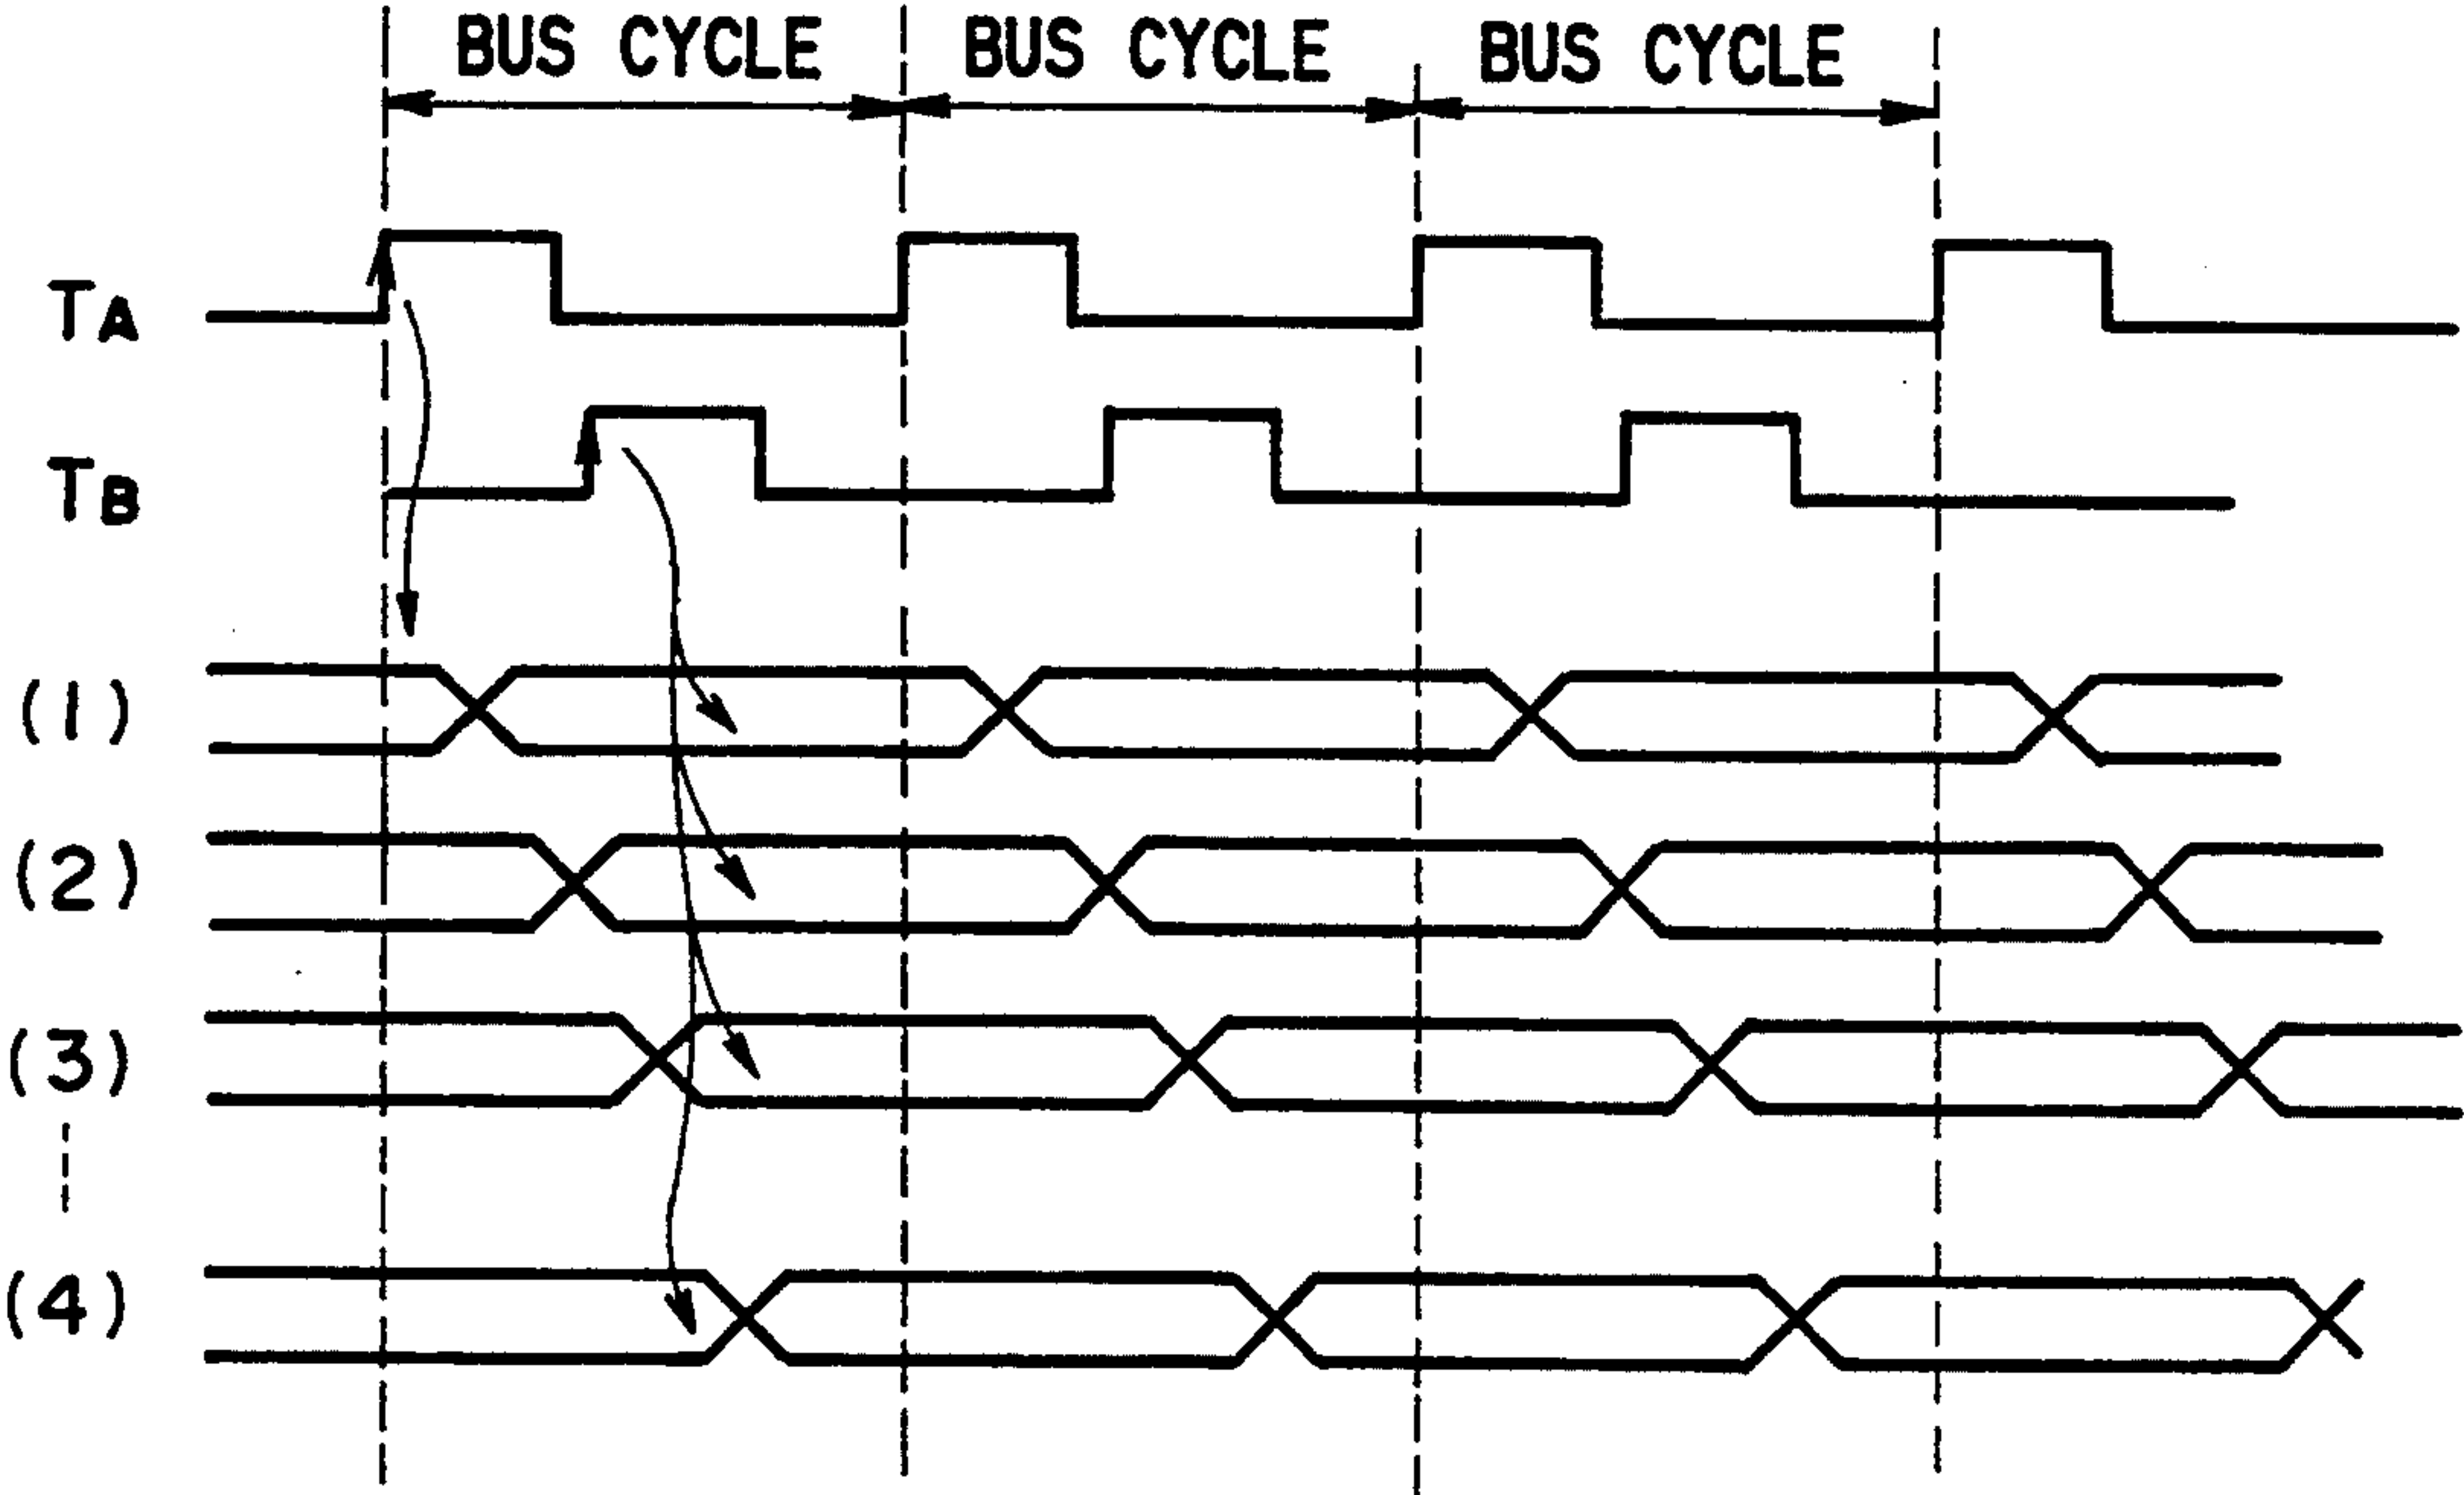 BUS CYCLE BUS CYCLE BUS CYCLE
TA
TB
(1)
(2)
(3)
(4)